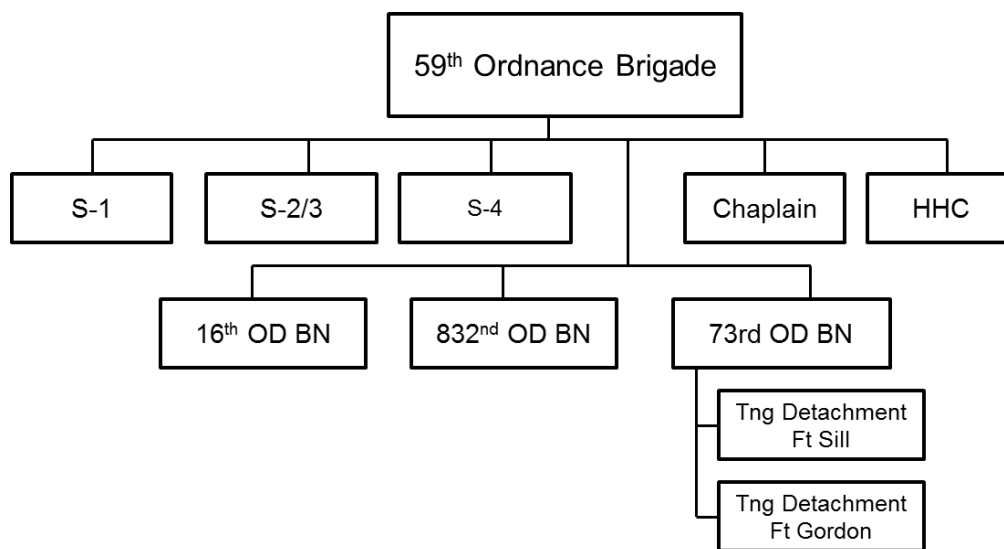 59th Ordnance Brigade
S-1
S-2/3
S-4
Chaplain
HHC
16th OD BN
832nd OD BN
73rd OD BN
Tng Detachment
Ft Sill
Tng Detachment
Ft Gordon